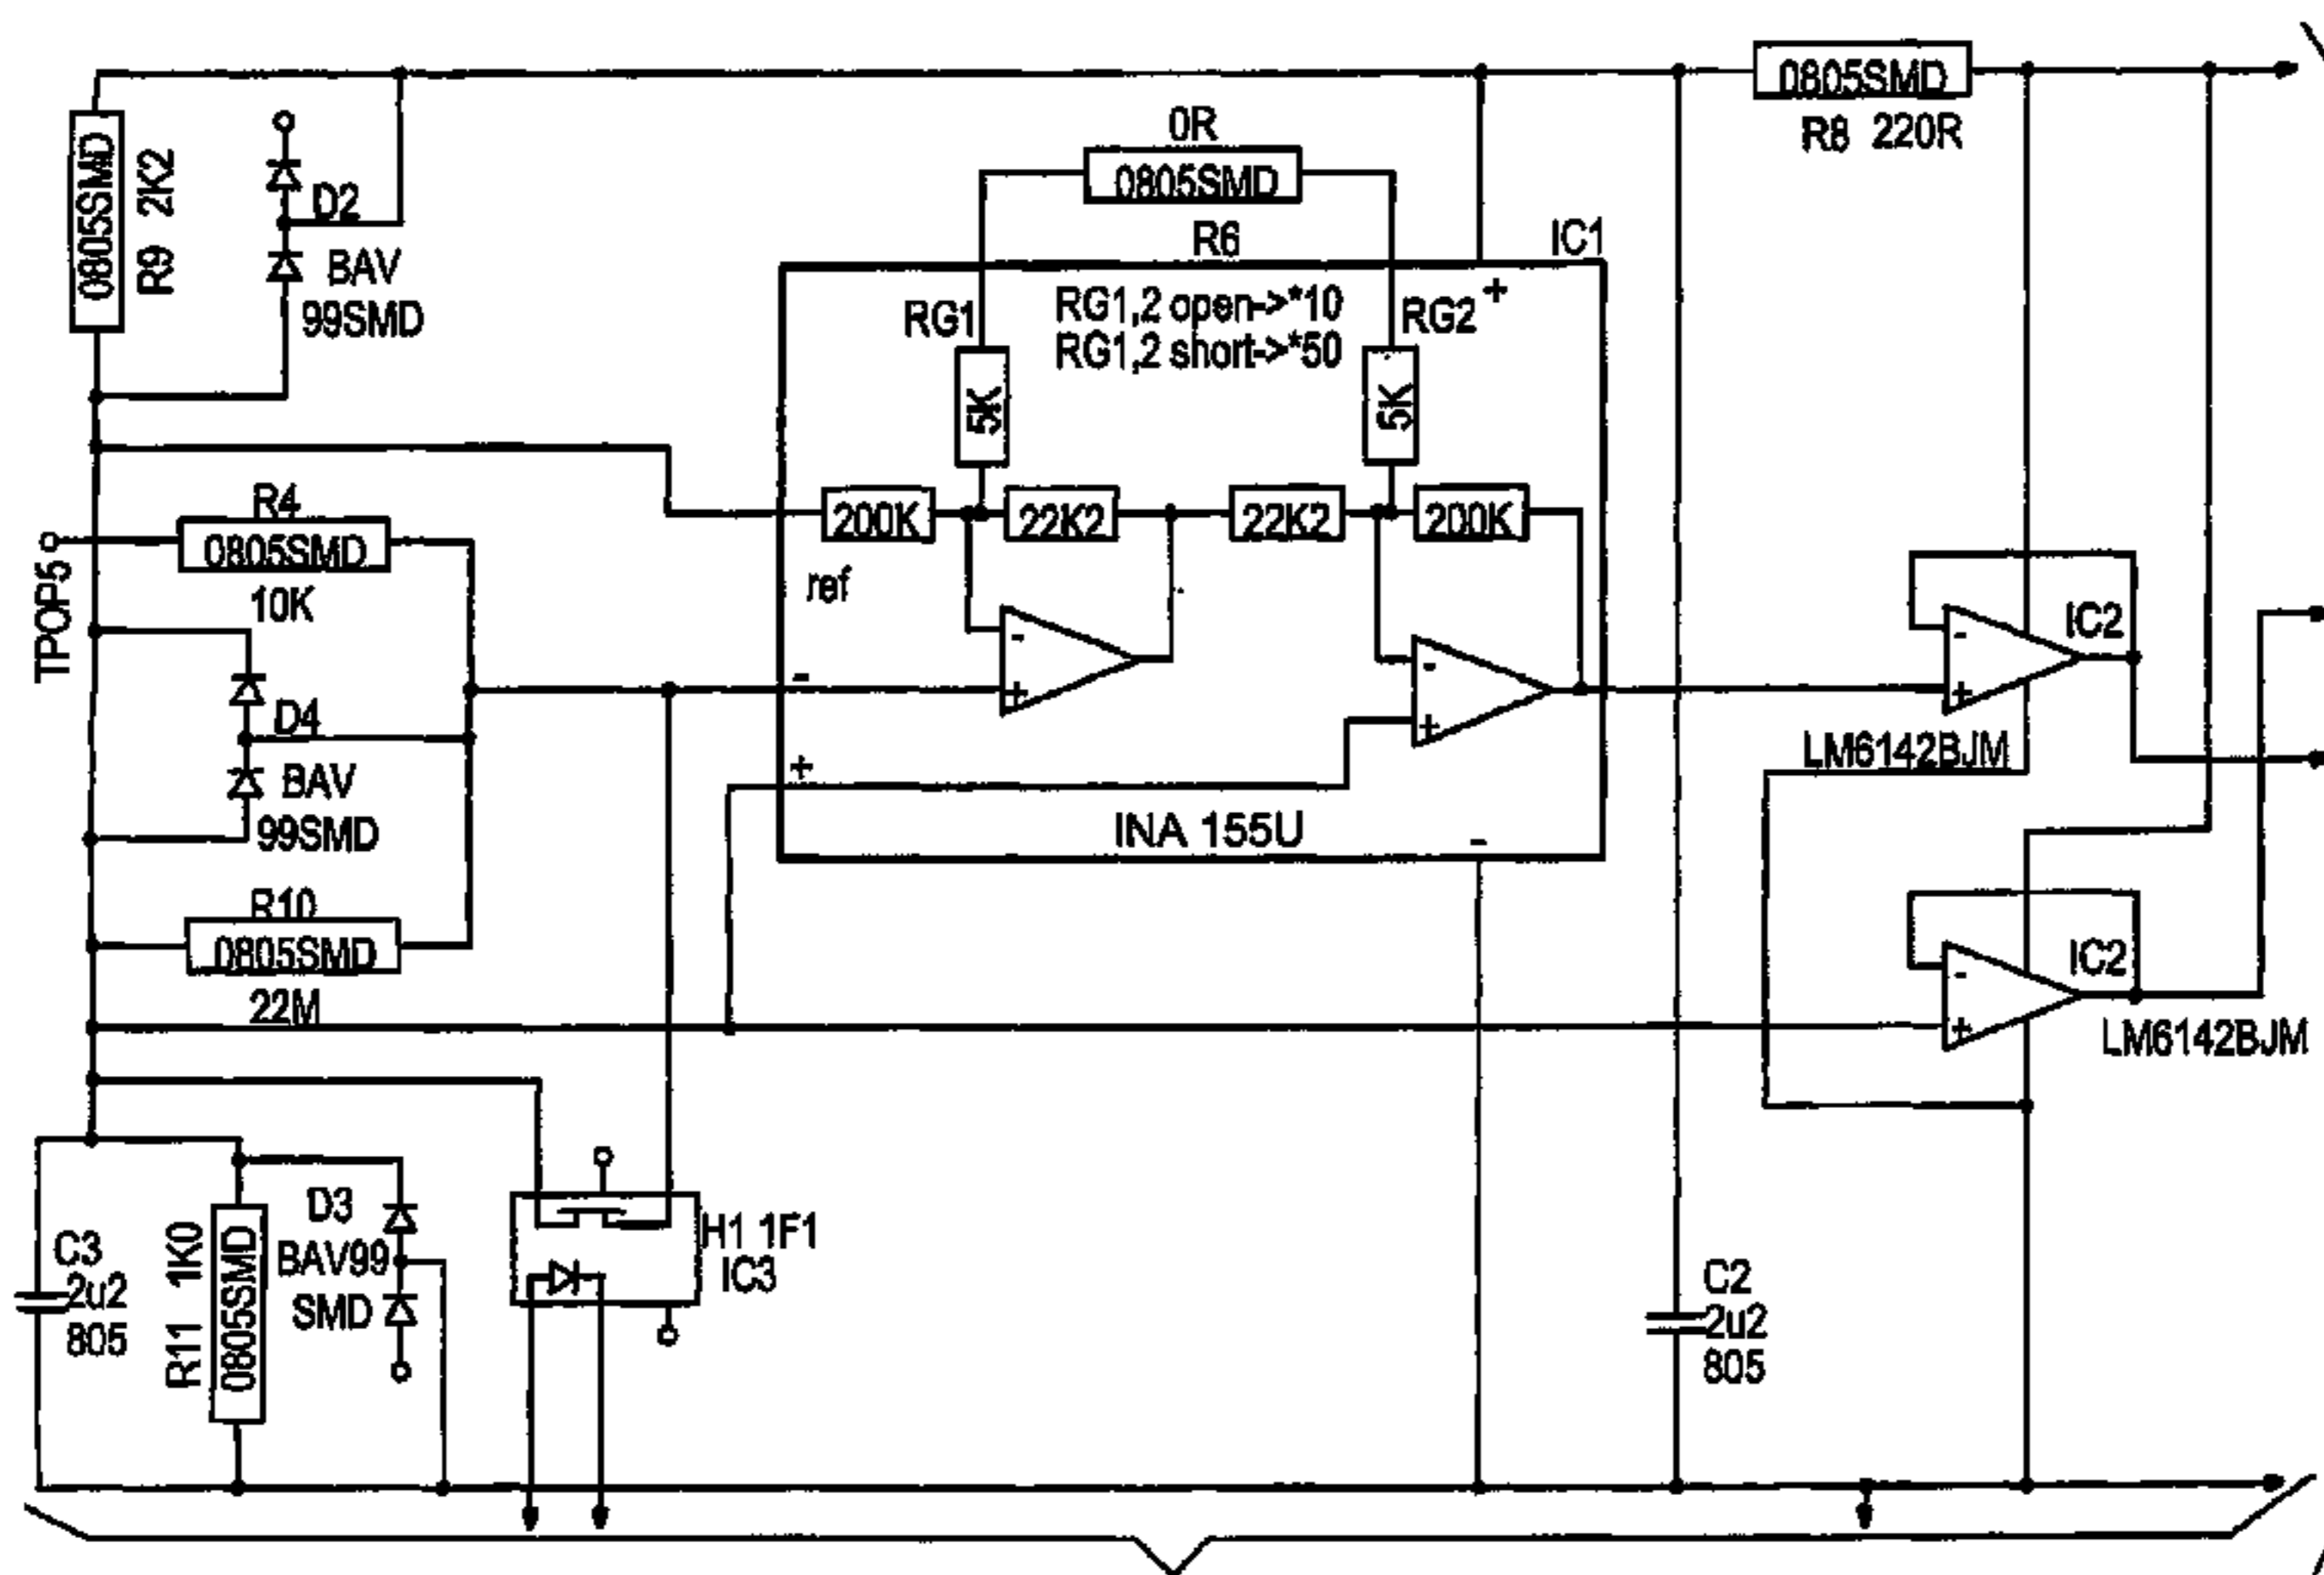 0805SMD
R8 220R
0R
0805SMD
R6
0805SMD
R9 2K2
D2
BAV
99SMD
IC1
RG1
RG1,2 open->*10
RG1,2 short->*50
RG2
+
5K
5K
200K
22K2
22K2
200K
ref
R4
0805SMD
10K
TPOP5
-
+
-
+
-
+
D4
BAV
99SMD
INA 155U
-
-
+
IC2
LM6142BJM
R10
0805SMD
22M
-
+
IC2
LM6142BJM
C3
2u2
805
R11 1K0
0805SMD
D3
BAV99
SMD
H1 1F1
IC3
C2
2u2
805